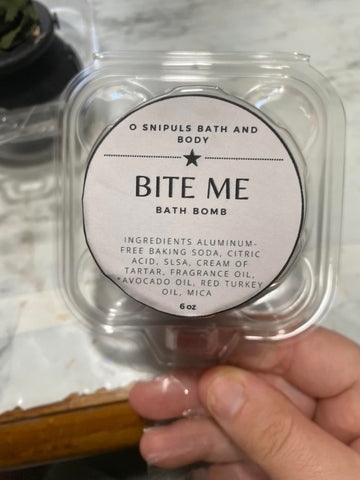 O SNIPULS BATH AND
BODY
BITE ME
BATH BOMB
INGREDIENTS ALUMINUM-
FREE BAKING SODA, CITRIC
ACID, SLSA, CREAM OF
TARTAR, FRAGRANCE OIL,
*AVOCADO OIL, RED TURKEY
OIL, MICA
6 oz